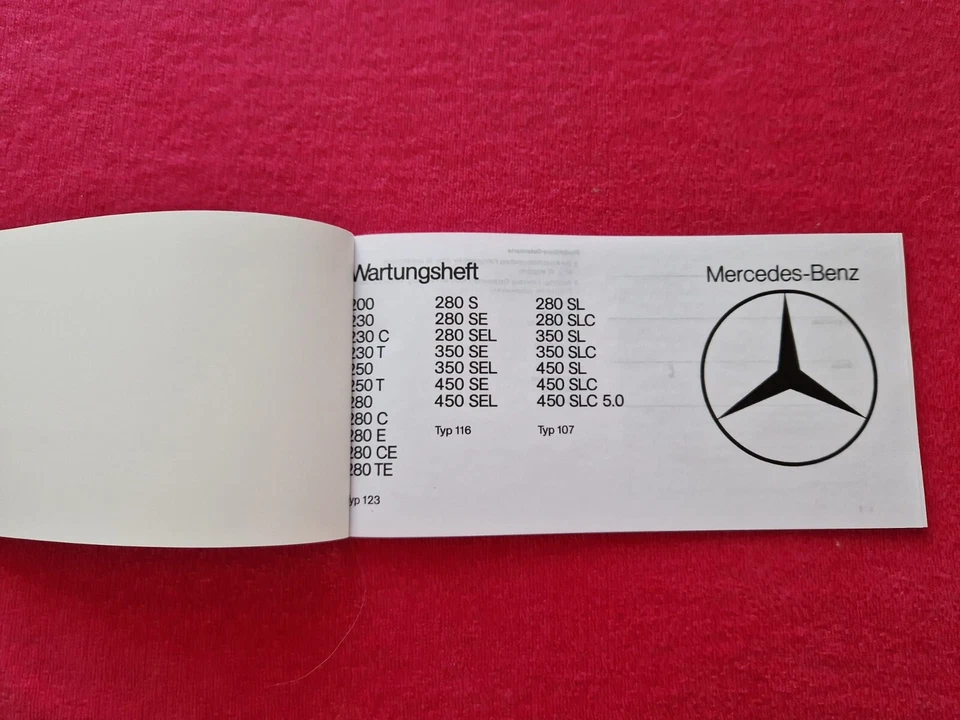 Wartungsheft
200
230
230 C
230 T
250
250 T
280
280 C
280 E
280 CE
280 TE
Typ 123
280 S
280 SE
280 SEL
350 SE
350 SEL
450 SE
450 SEL
Typ 116
280 SL
280 SLC
350 SL
350 SLC
450 SL
450 SLC
450 SLC 5.0
Typ 107
Mercedes-Benz